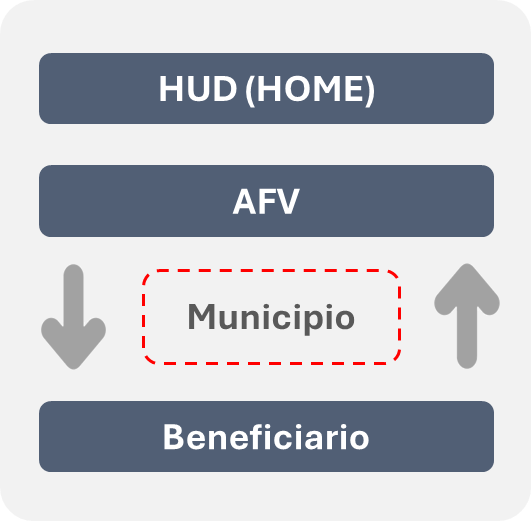 HUD (HOME)
AFV
Municipio
Beneficiario